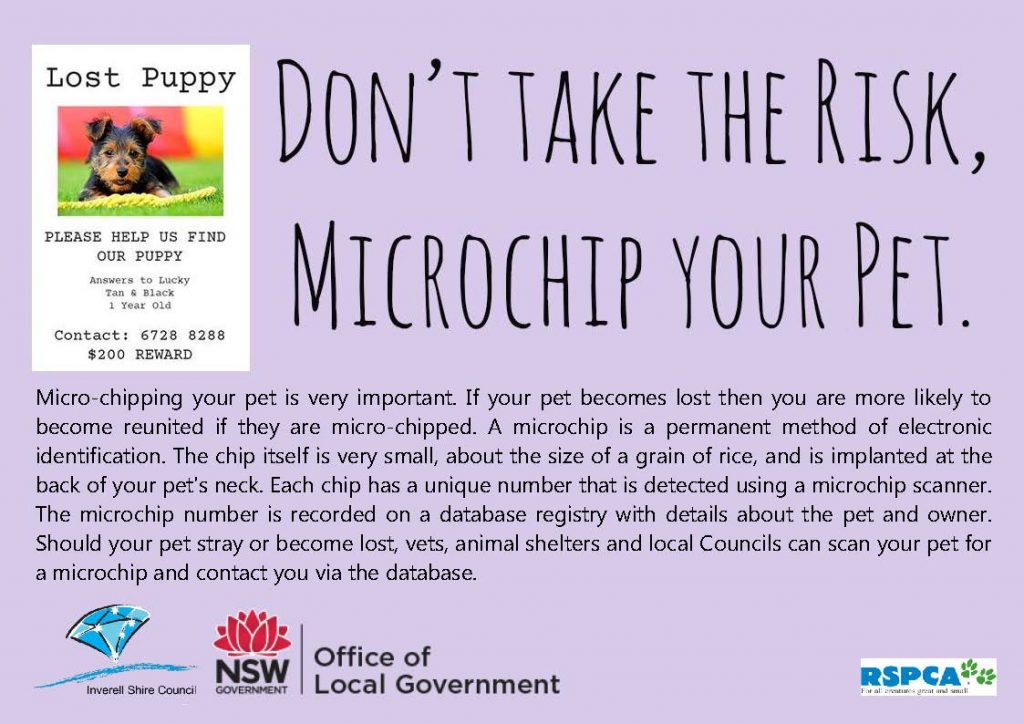 Lost Puppy
PLEASE HELP US FIND
OUR PUPPY
Answers to Lucky
Tan & Black
1 Year Old
Contact: 6728 8288
$200 REWARD
DON'T TAKE THE RISK,
MICROCHIP YOUR PET.
Micro-chipping your pet is very important. If your pet becomes lost then you are more likely to
become reunited if they are micro-chipped. A microchip is a permanent method of electronic
identification. The chip itself is very small, about the size of a grain of rice, and is implanted at the
back of your pet's neck. Each chip has a unique number that is detected using a microchip scanner.
The microchip number is recorded on a database registry with details about the pet and owner.
Should your pet stray or become lost, vets, animal shelters and local Councils can scan your pet for
a microchip and contact you via the database.
Inverell Shire Council
NSW
GOVERNMENT
Office of
Local Government
RSPCA
For all creatures great and small